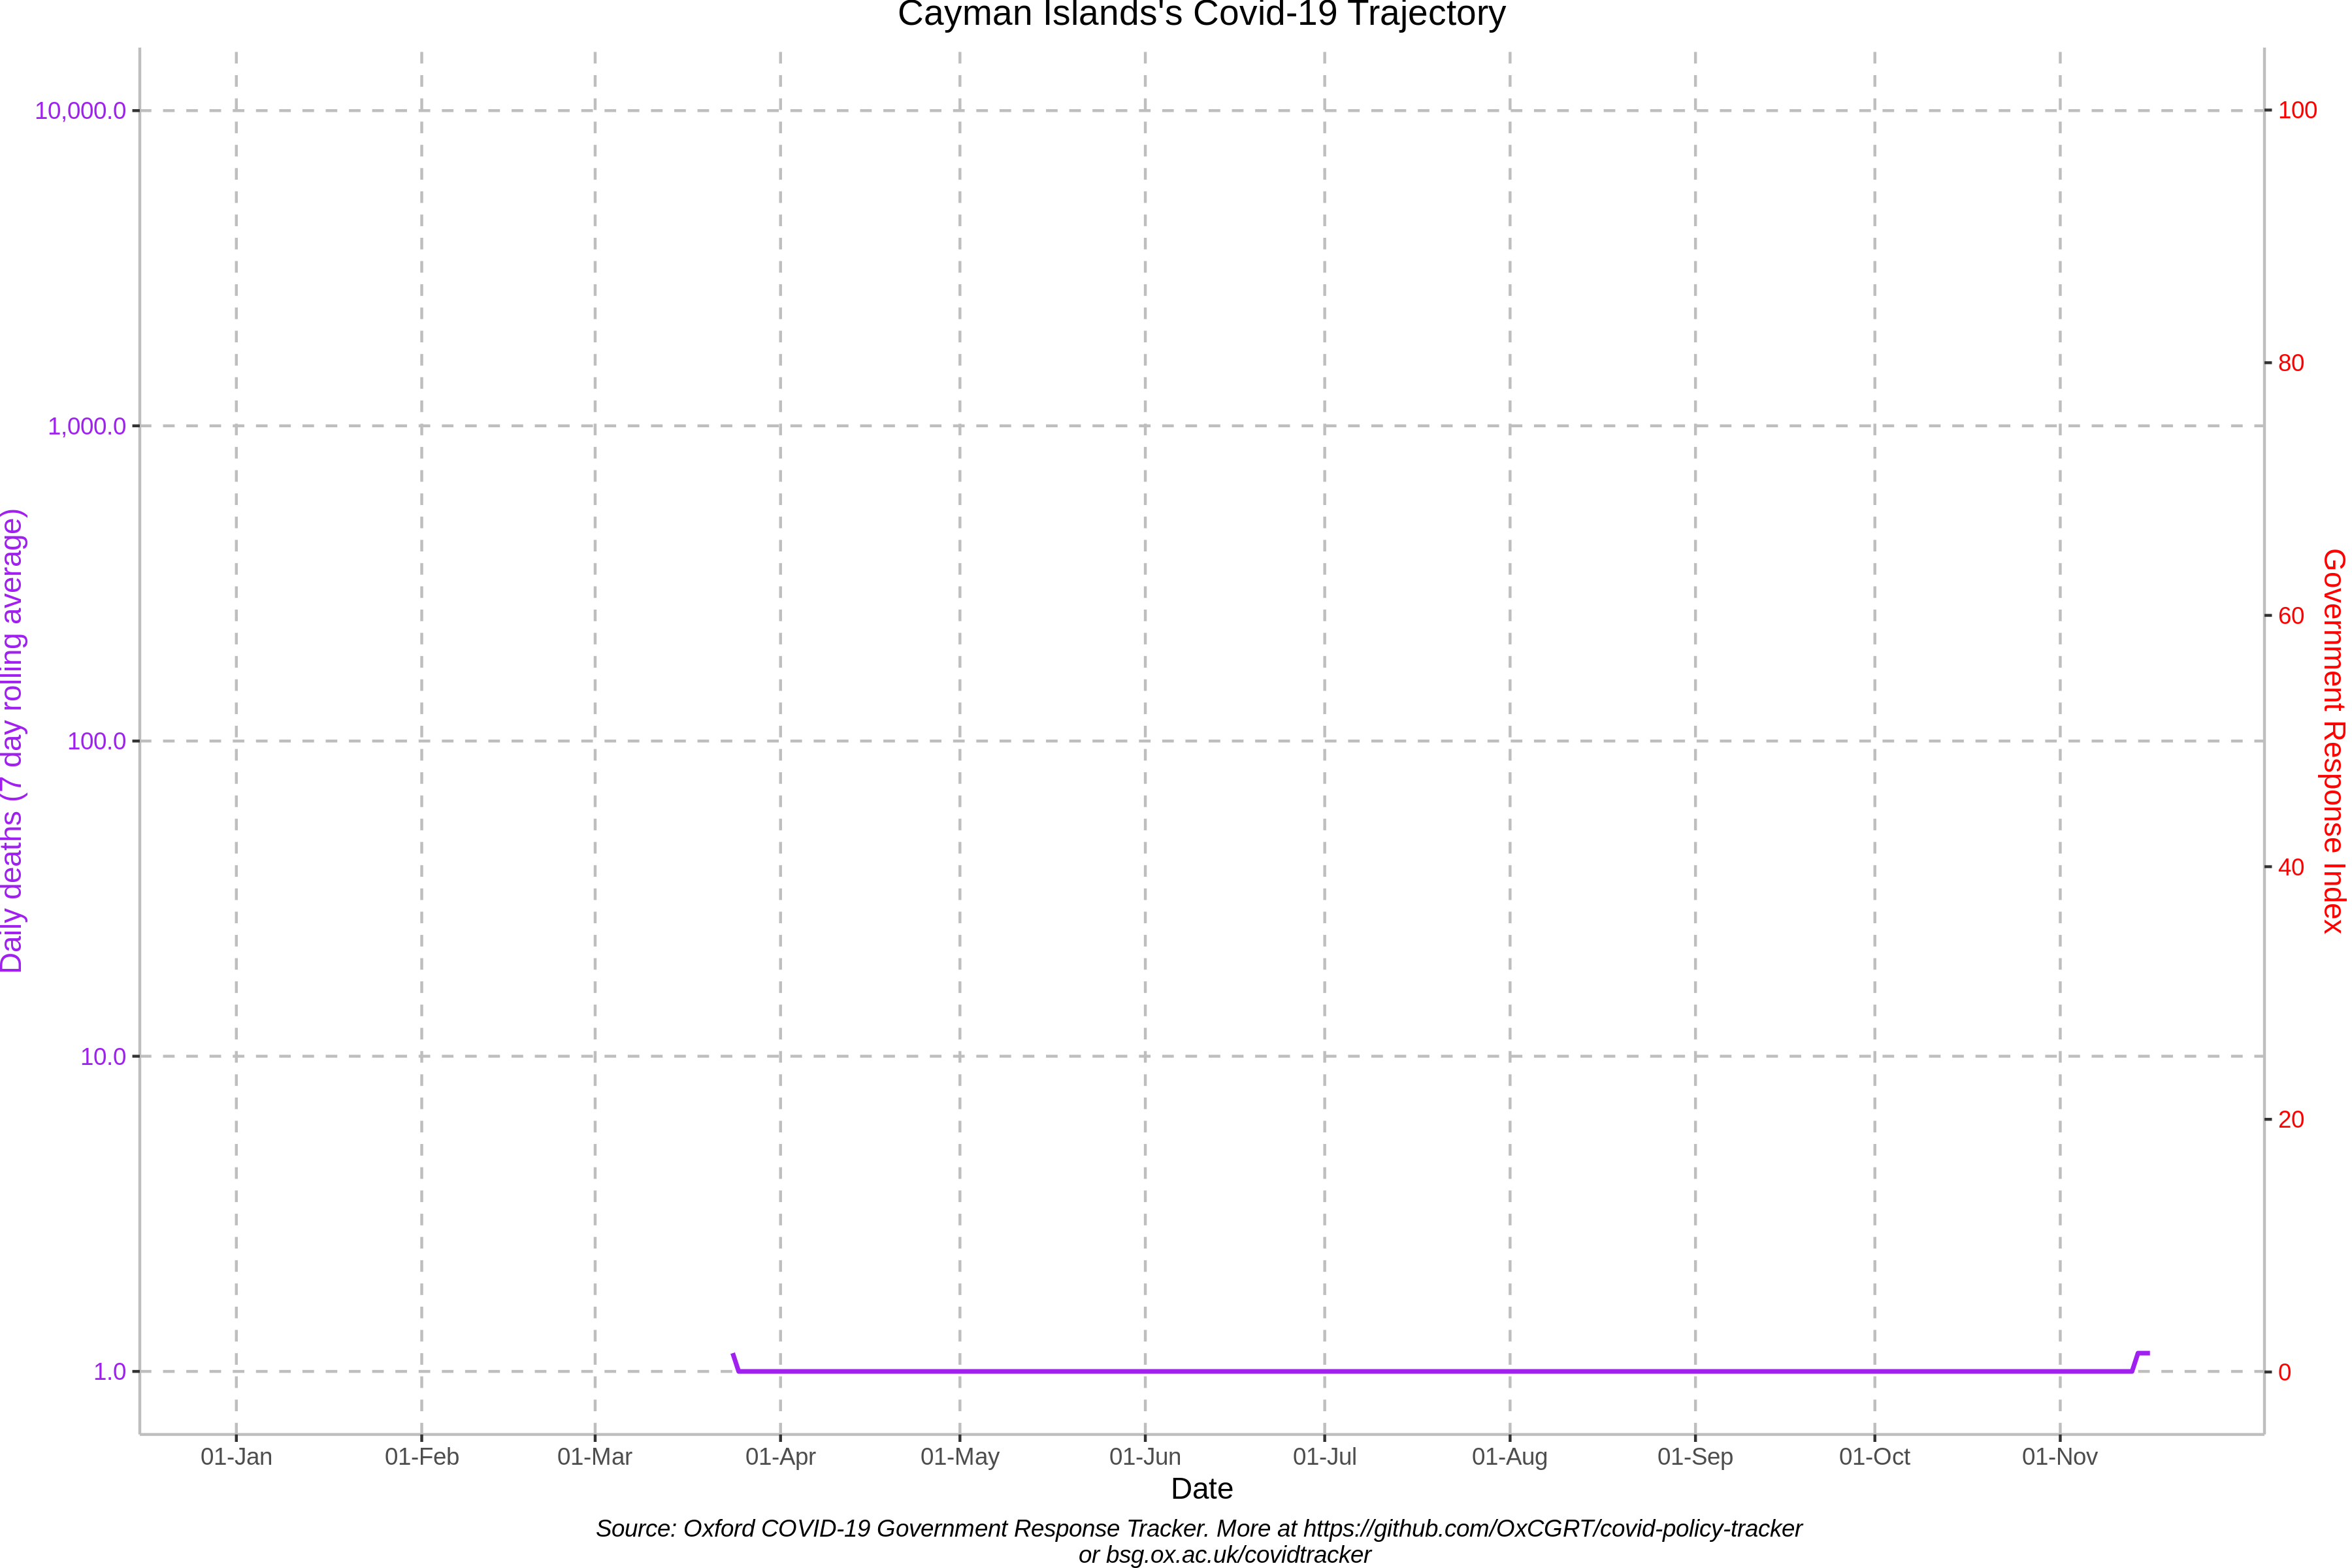 Cayman Islands's Covid-19 Trajectory
10,000.0
1,000.0
100.0
10.0
1.0
Daily deaths (7 day rolling average)
100
80
60
40
20
0
Government Response Index
01-Jan 01-Feb 01-Mar 01-Apr 01-May 01-Jun 01-Jul 01-Aug 01-Sep 01-Oct 01-Nov
Date
Source: Oxford COVID-19 Government Response Tracker. More at https://github.com/OxCGRT/covid-policy-tracker
or bsg.ox.ac.uk/covidtracker